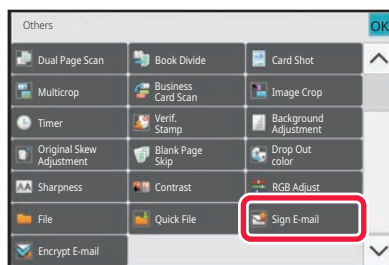 Others
OK
Dual Page Scan
Book Divide
Card Shot
Multicrop
Business
Card Scan
Image Crop
Timer
Verif.
Stamp
Background
Adjustment
Original Skew
Adjustment
Blank Page
Skip
Drop Out
color
Sharpness
Contrast
RGB Adjust
File
Quick File
Sign E-mail
Encrypt E-mail